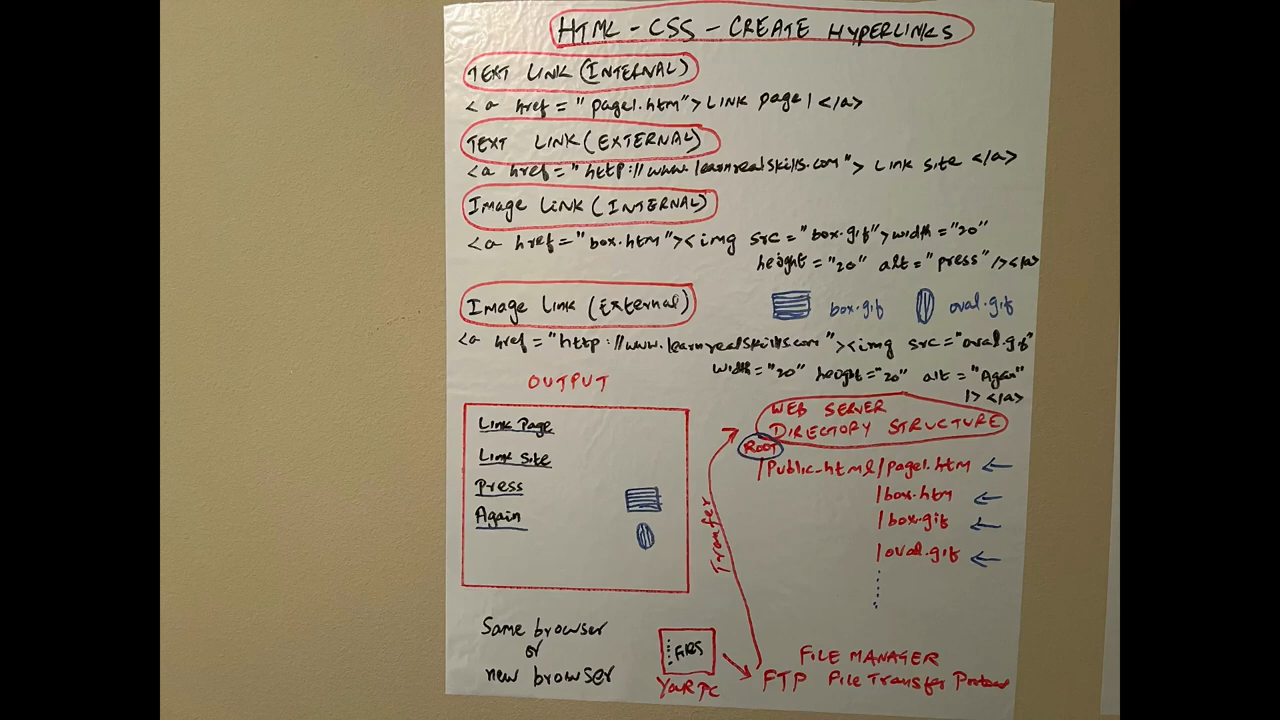 HTML - CSS - CREATE HYPERLINKS
TEXT LINK (INTERNAL)
<a href = "page1.htm"> LINK page 1 </a>
TEXT LINK (EXTERNAL)
<a href = "http://www.learnrealskills.com"> Link site </a>
Image LINK (INTERNAL)
<a href = "box.htm"><img src = "box.gif"> width = "20"
height = "20" alt = "press" /></a>
Image Link (External)
box.gif oval.gif
<a href = "http://www.learnrealskills.com"><img src = "oval.gif"
width = "20" height = "20" alt = "Again"
/></a>
OUTPUT
Link Page
Link Site
Press
Again
WEB SERVER
DIRECTORY STRUCTURE
ROOT
/Public_html/page1.htm
/box.htm
/box.gif
/oval.gif
Transfer
Same browser
or
new browser
FILES
Your PC
FILE MANAGER
FTP File Transfer Protocol